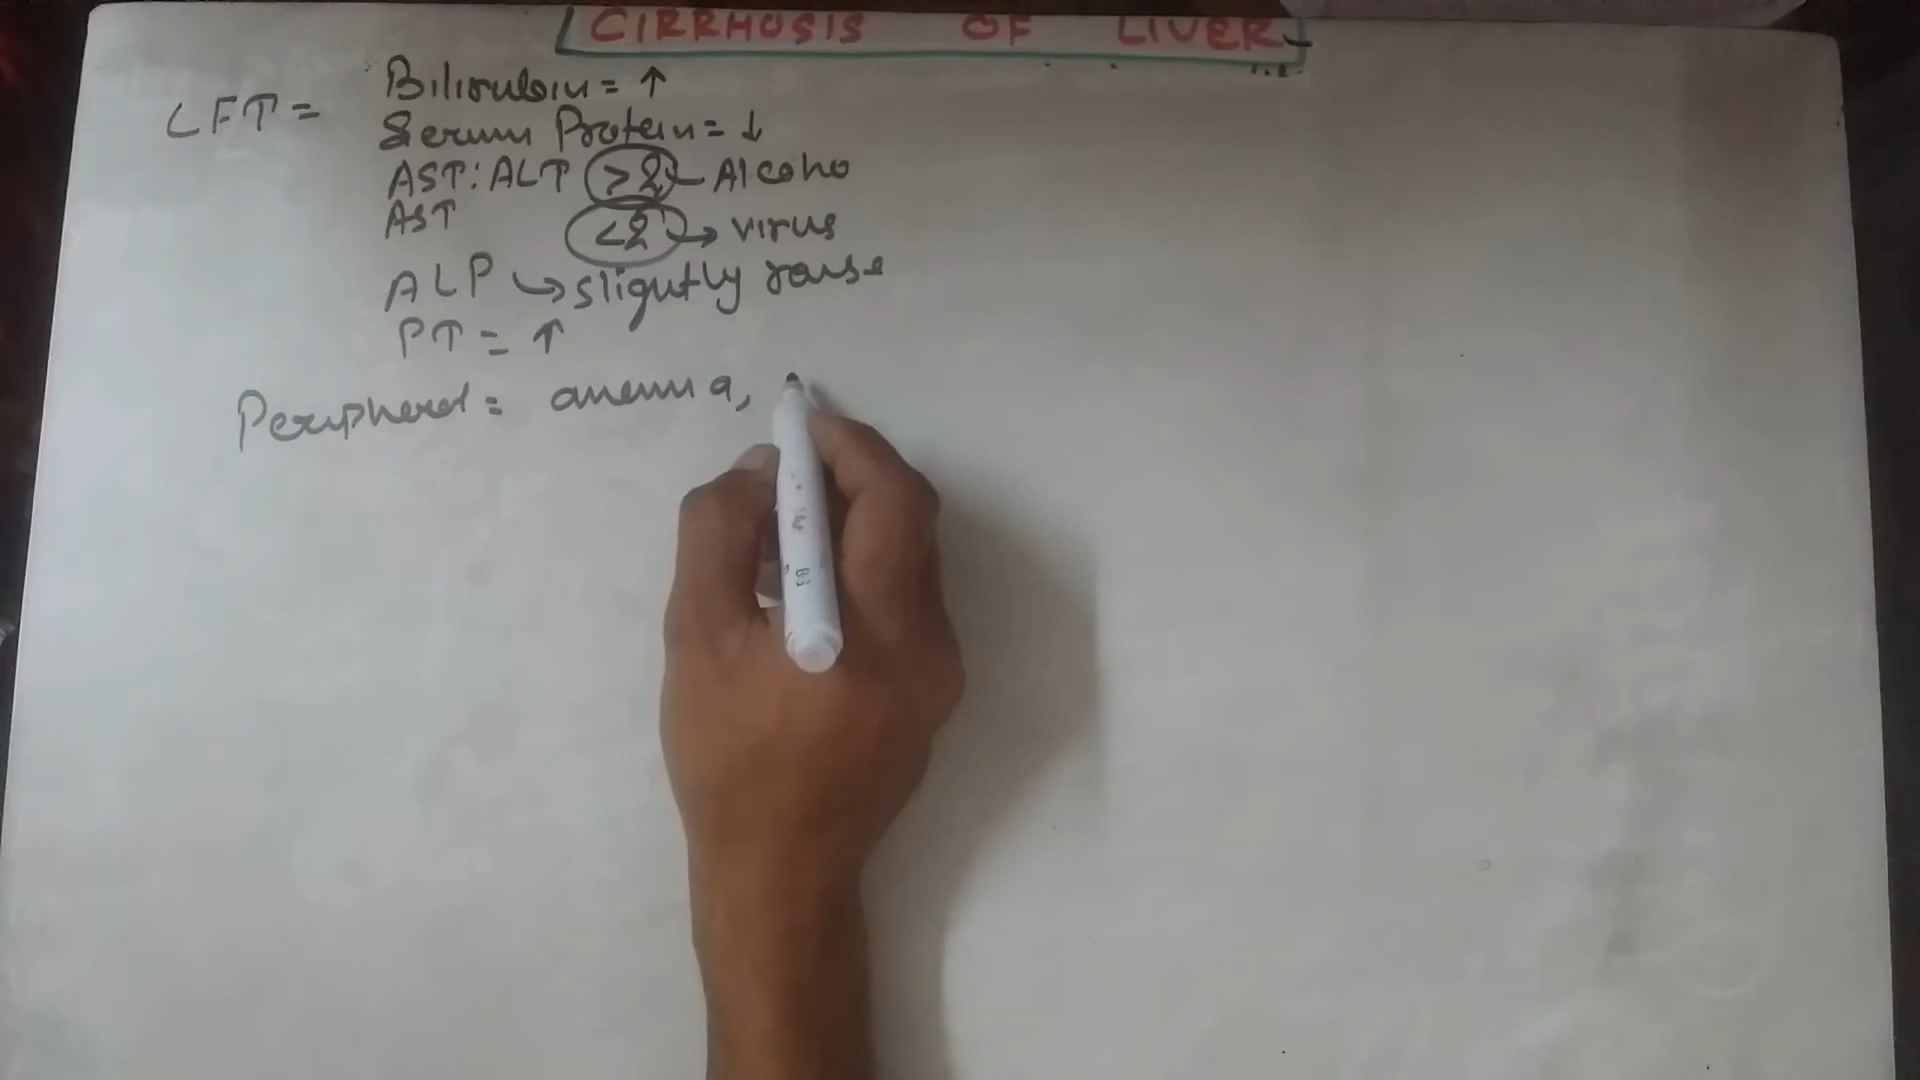 CIRRHOSIS OF LIVER
LFT = Bilirubin = ↑
Serum Protein = ↓
AST: ALT >2 - Alcoho
AST <2 → virus
ALP → slightly raise
PT = ↑
Peripheral = anemia,